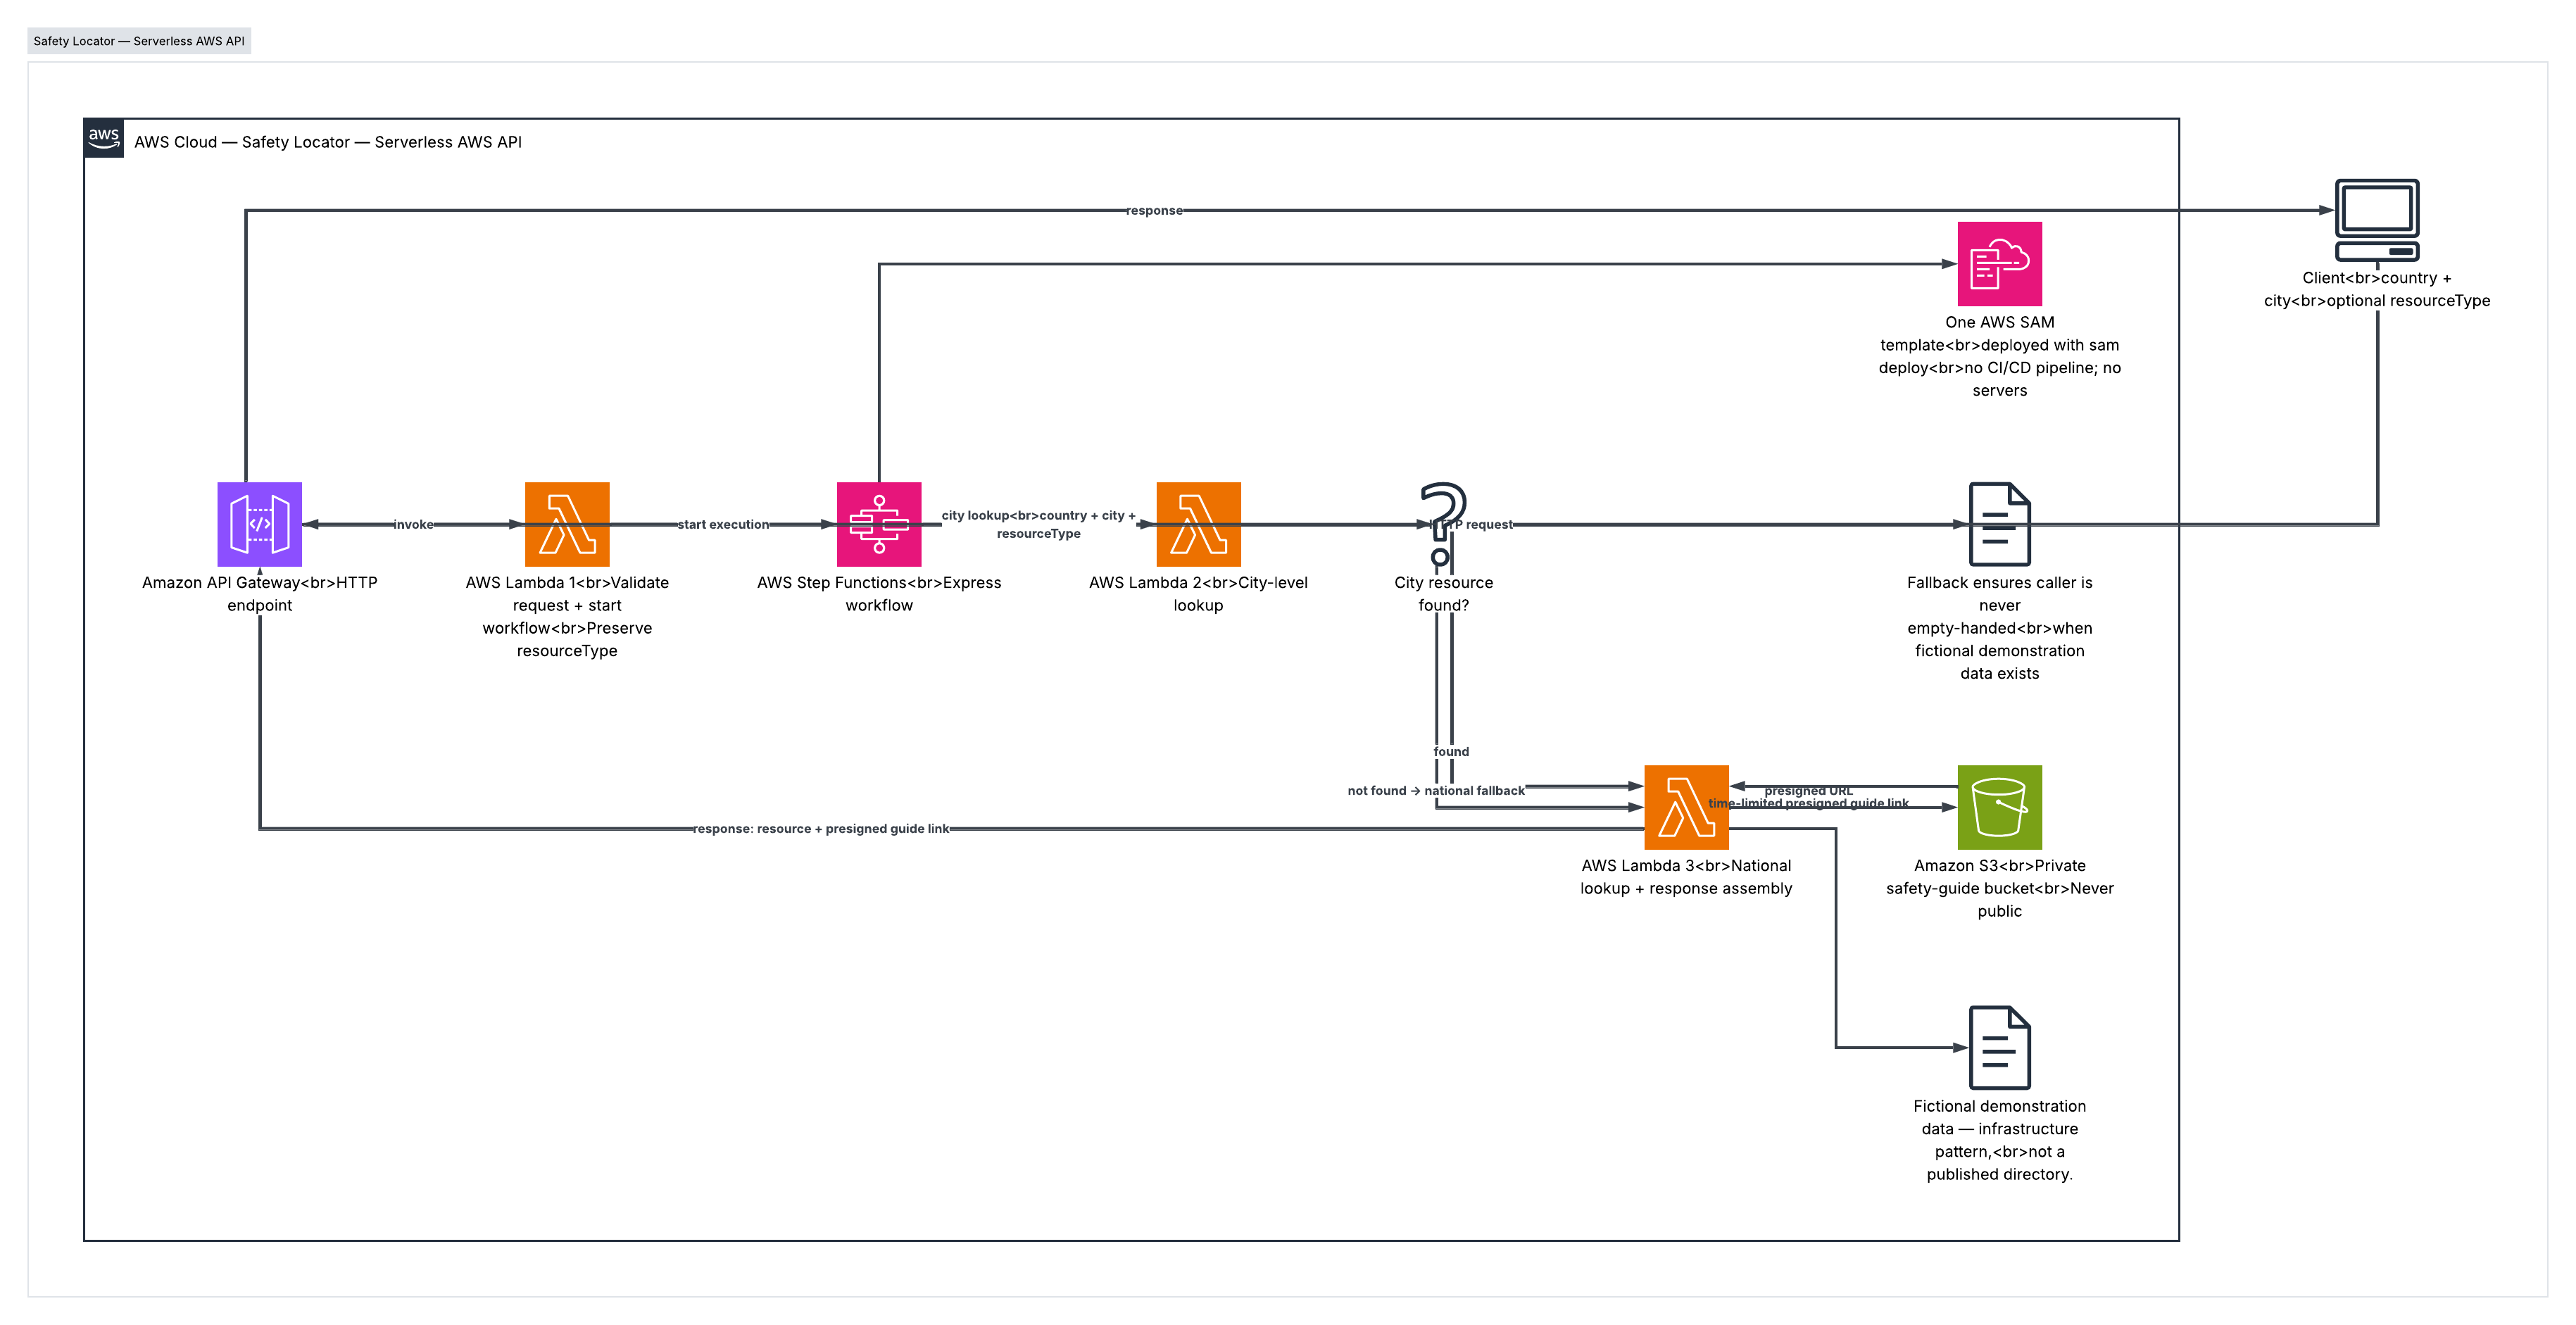 Safety Locator — Serverless AWS API
aws
AWS Cloud — Safety Locator — Serverless AWS API
response
Client<br>country +
city<br>optional resourceType
One AWS SAM
template<br>deployed with sam
deploy<br>no CI/CD pipeline; no
servers
invoke
start execution
city lookup<br>country + city +
resourceType
HTTP request
Amazon API Gateway<br>HTTP
endpoint
AWS Lambda 1<br>Validate
request + start
workflow<br>Preserve
resourceType
AWS Step Functions<br>Express
workflow
AWS Lambda 2<br>City-level
lookup
City resource
found?
Fallback ensures caller is
never
empty-handed<br>when
fictional demonstration
data exists
found
not found → national fallback
presigned URL
time-limited presigned guide link
response: resource + presigned guide link
AWS Lambda 3<br>National
lookup + response assembly
Amazon S3<br>Private
safety-guide bucket<br>Never
public
Fictional demonstration
data — infrastructure
pattern,<br>not a
published directory.